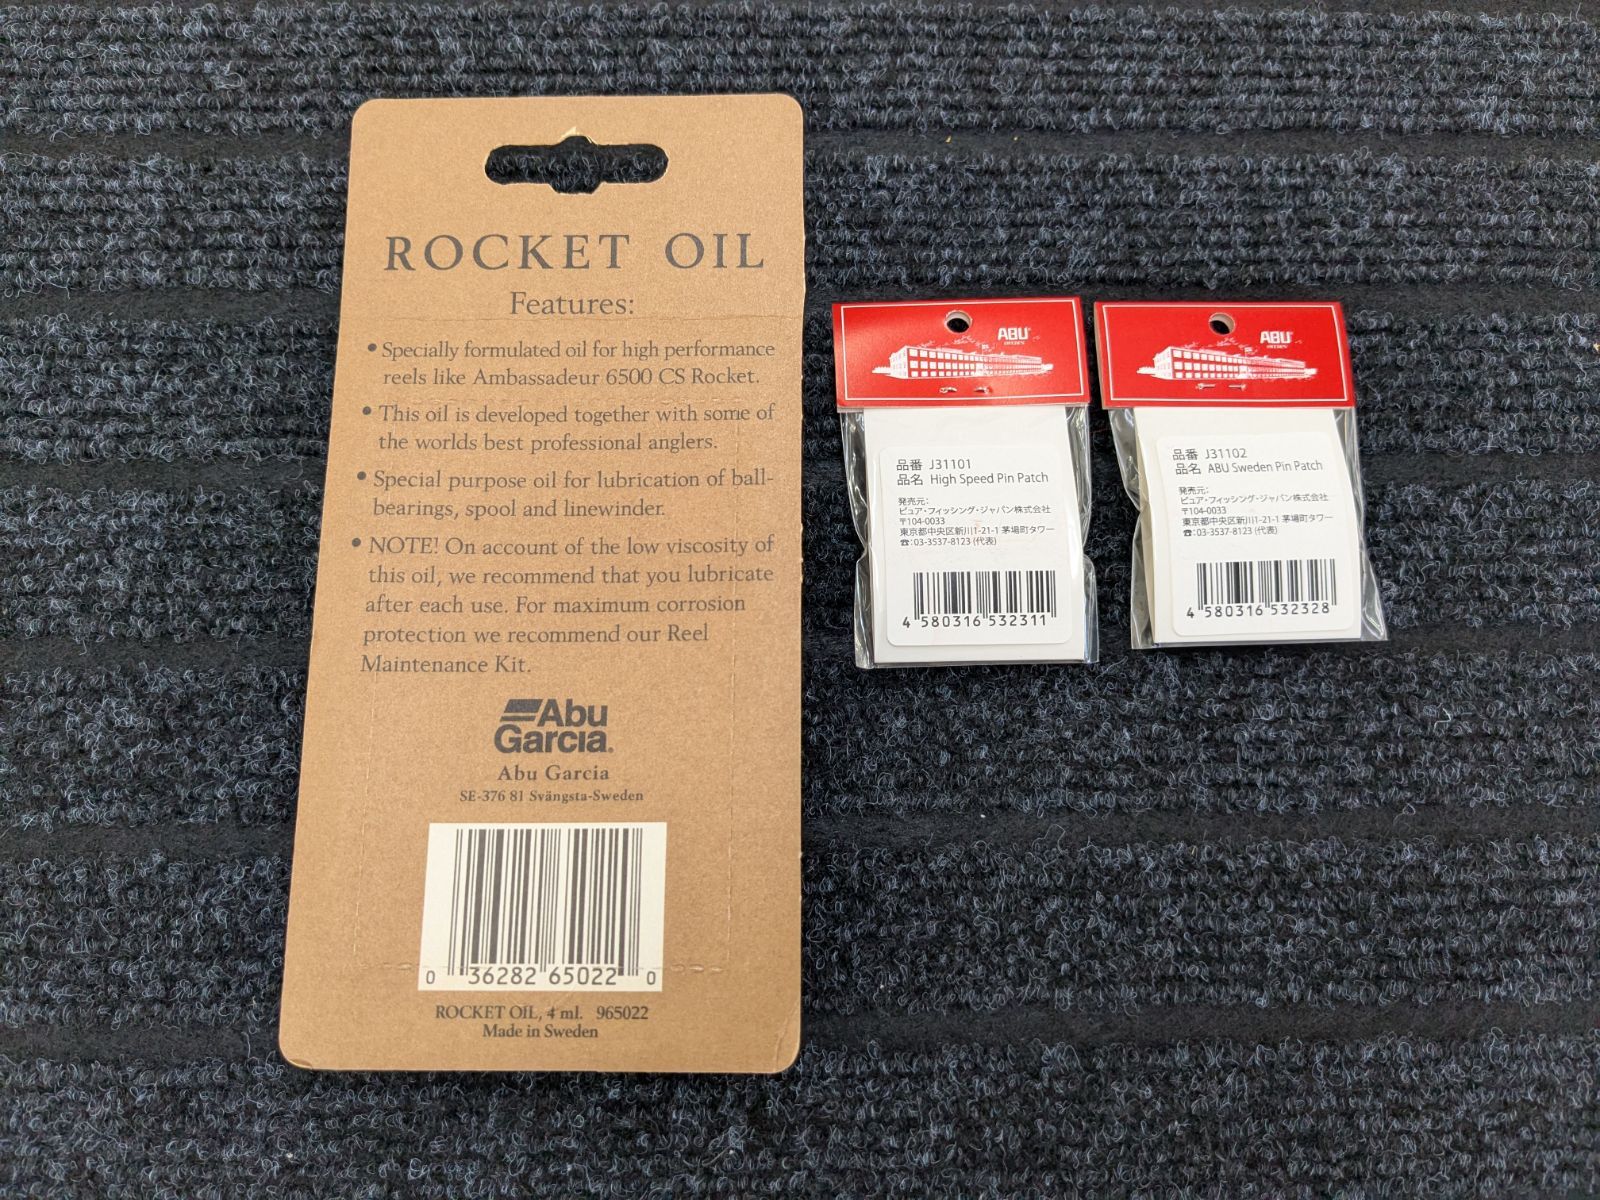 ROCKET OIL
Features:
• Specially formulated oil for high performance
reels like Ambassadeur 6500 CS Rocket.
• This oil is developed together with some of
the worlds best professional anglers.
• Special purpose oil for lubrication of ball-
bearings, spool and linewinder.
• NOTE! On account of the low viscosity of
this oil, we recommend that you lubricate
after each use. For maximum corrosion
protection we recommend our Reel
Maintenance Kit.
Abu
Garcia®
Abu Garcia
SE-376 81 Svängsta-Sweden
0 36282 65022 0
ROCKET OIL, 4 ml. 965022
Made in Sweden
ABU
品番 J31101
品名 High Speed Pin Patch
発売元:
ピュア・フィッシング・ジャパン株式会社
〒104-0033
東京都中央区新川1-21-1 茅場町タワー
☎:03-3537-8123 (代表)
4 580316 532311
ABU
品番 J31102
品名 ABU Sweden Pin Patch
発売元:
ピュア・フィッシング・ジャパン株式会社
〒104-0033
東京都中央区新川1-21-1 茅場町タワー
☎:03-3537-8123 (代表)
4 580316 532328